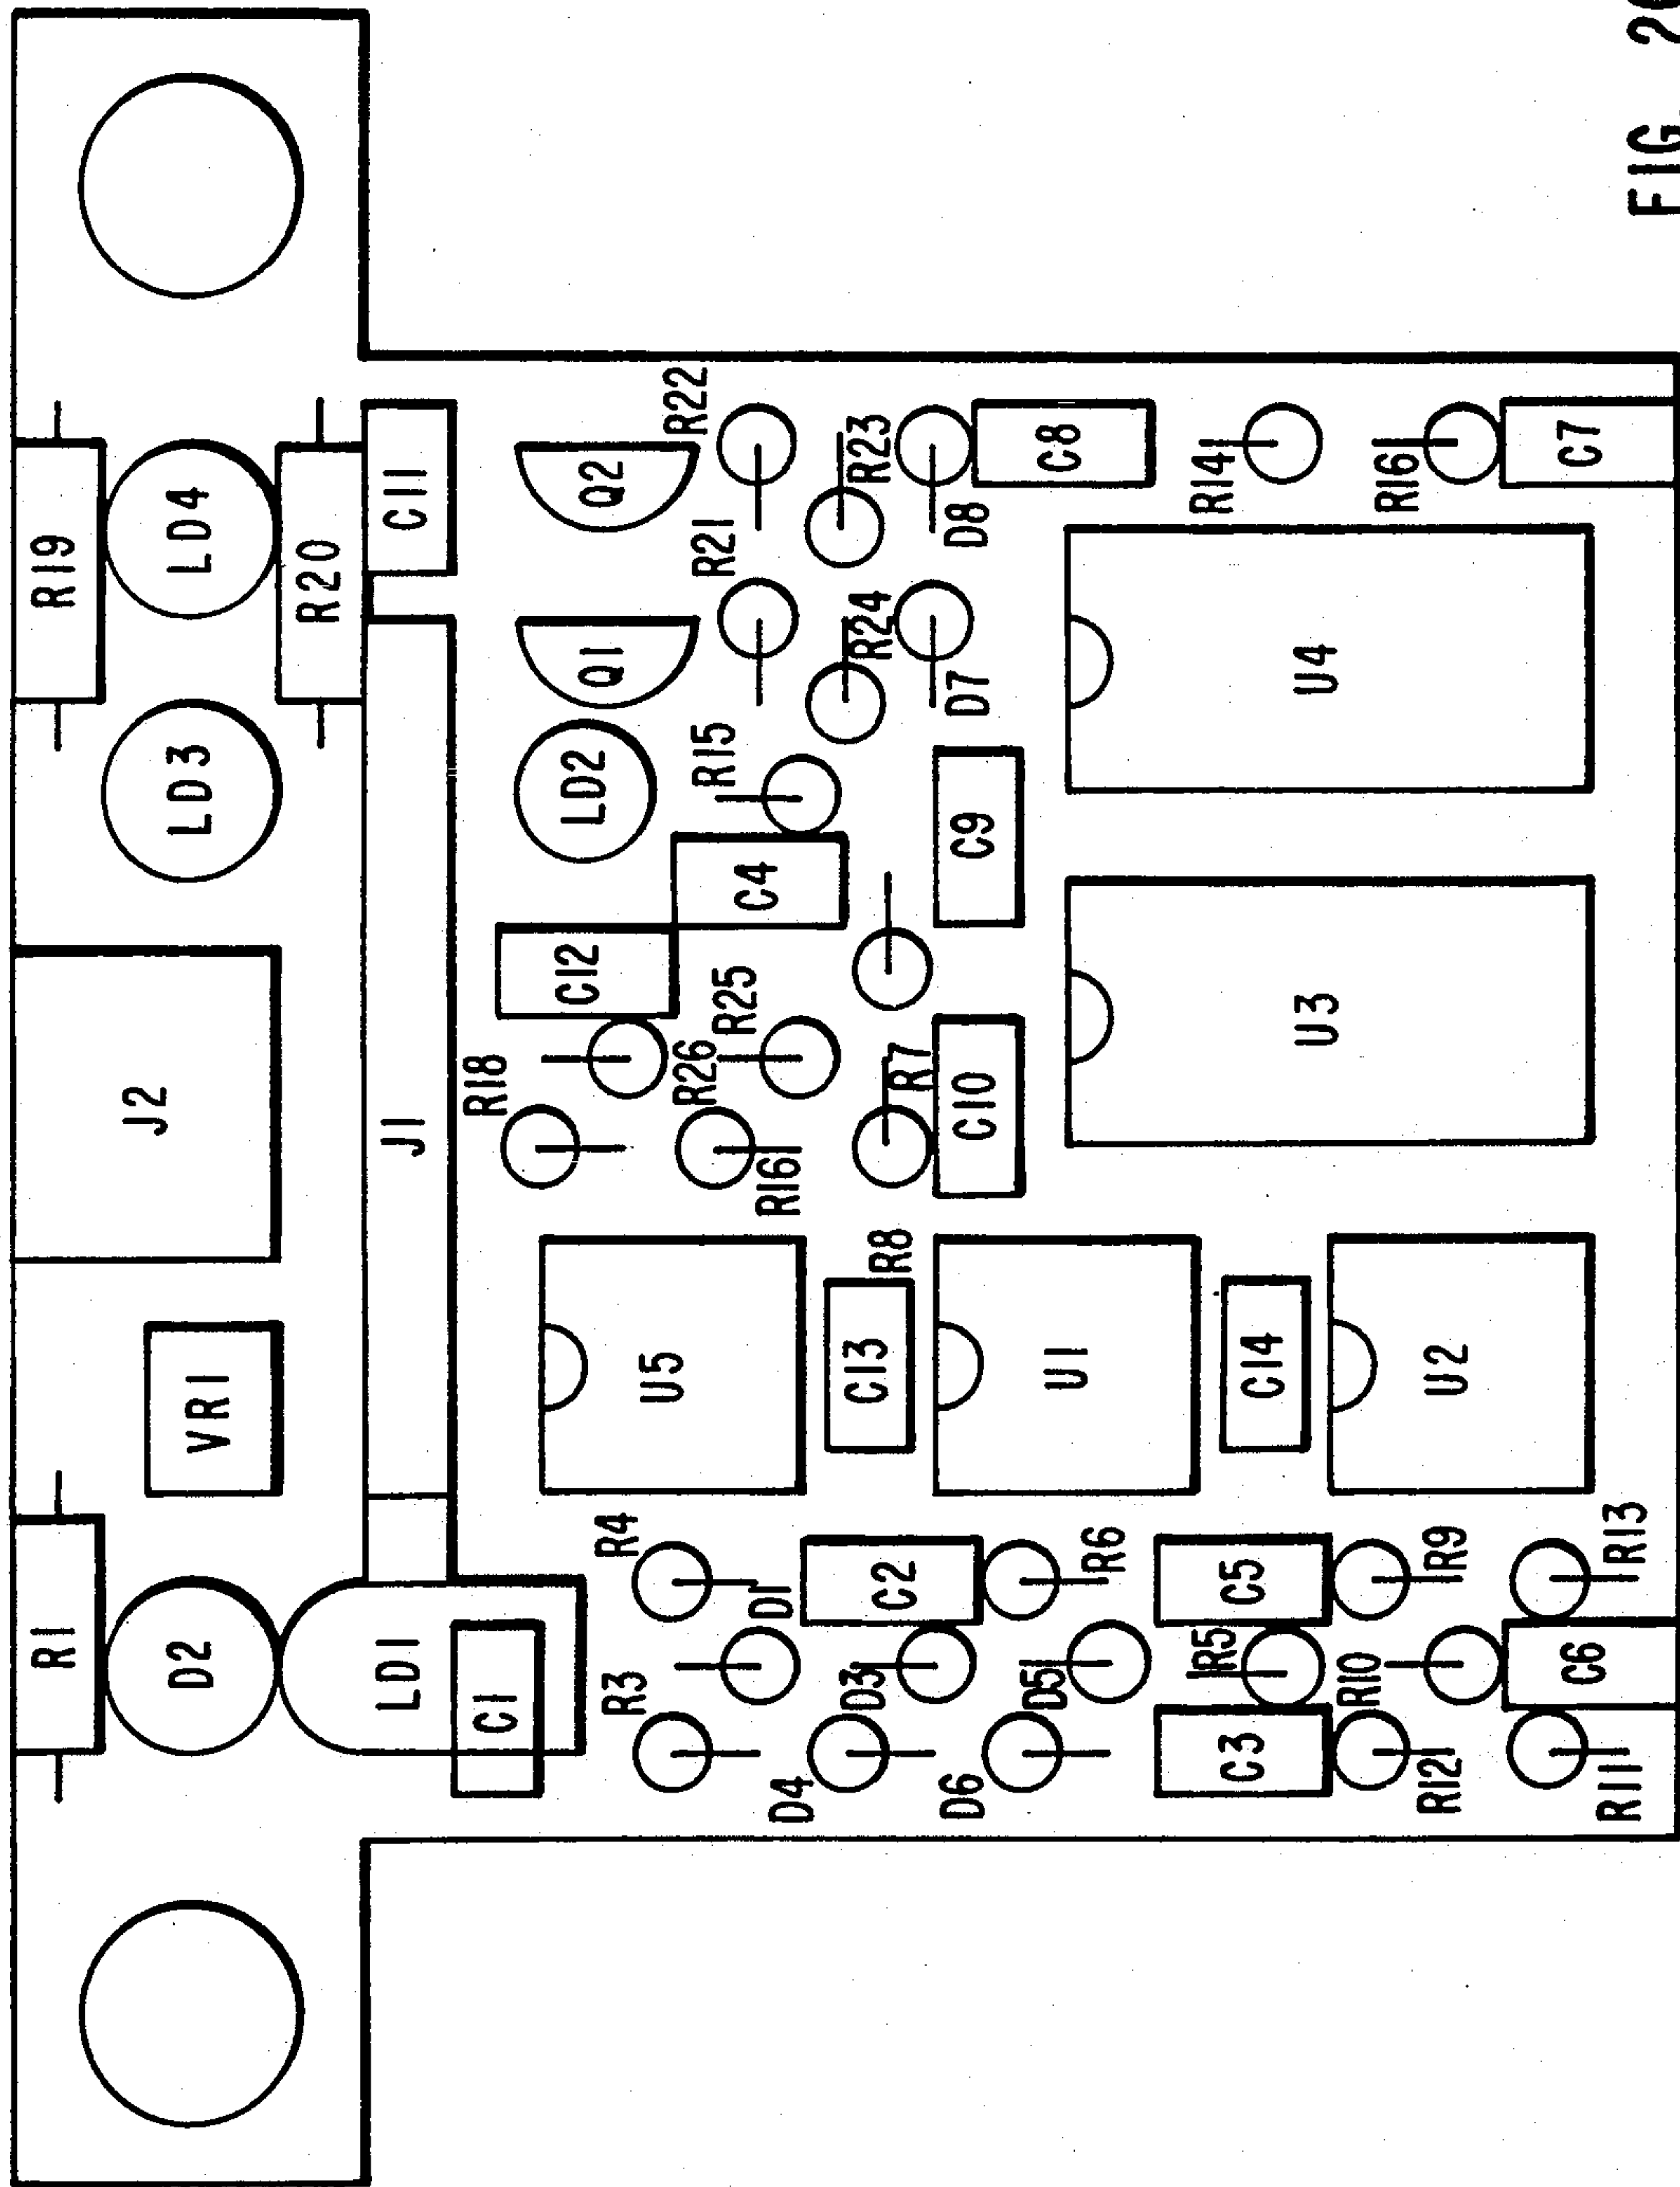 R1
D2
LD1
C1
VR1
J2
J1
LD3
LD4
R19
R20
C11
R3
R4
D1
D4
D3
C2
D6
D5
R6
C3
R5
C5
R12
R10
R9
R11
C6
R13
U5
C13
R8
U1
C14
U2
R18
C12
R26
R25
R16
C4
LD2
R15
R7
C10
C9
Q1
Q2
R21
R22
R24
R23
D7
D8
C8
R14
R16
C7
U3
U4
FIG.